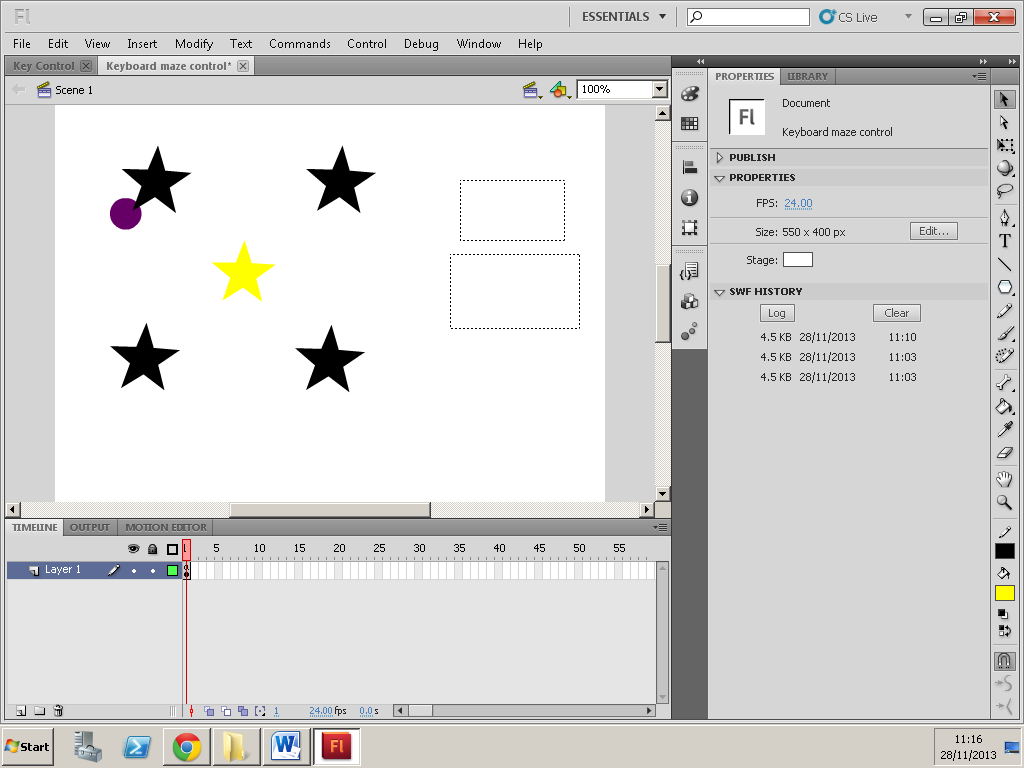 Fl ESSENTIALS CS Live
File Edit View Insert Modify Text Commands Control Debug Window Help
Key Control Keyboard maze control*
Scene 1 100%
PROPERTIES LIBRARY
Fl Document
Keyboard maze control
PUBLISH
PROPERTIES
FPS: 24.00
Size: 550 x 400 px Edit...
Stage:
SWF HISTORY
Log Clear
4.5 KB 28/11/2013 11:10
4.5 KB 28/11/2013 11:03
4.5 KB 28/11/2013 11:03
TIMELINE OUTPUT MOTION EDITOR
1 5 10 15 20 25 30 35 40 45 50 55
Layer 1
1 24.00 fps 0.0 s
Start W Fl 11:16
28/11/2013